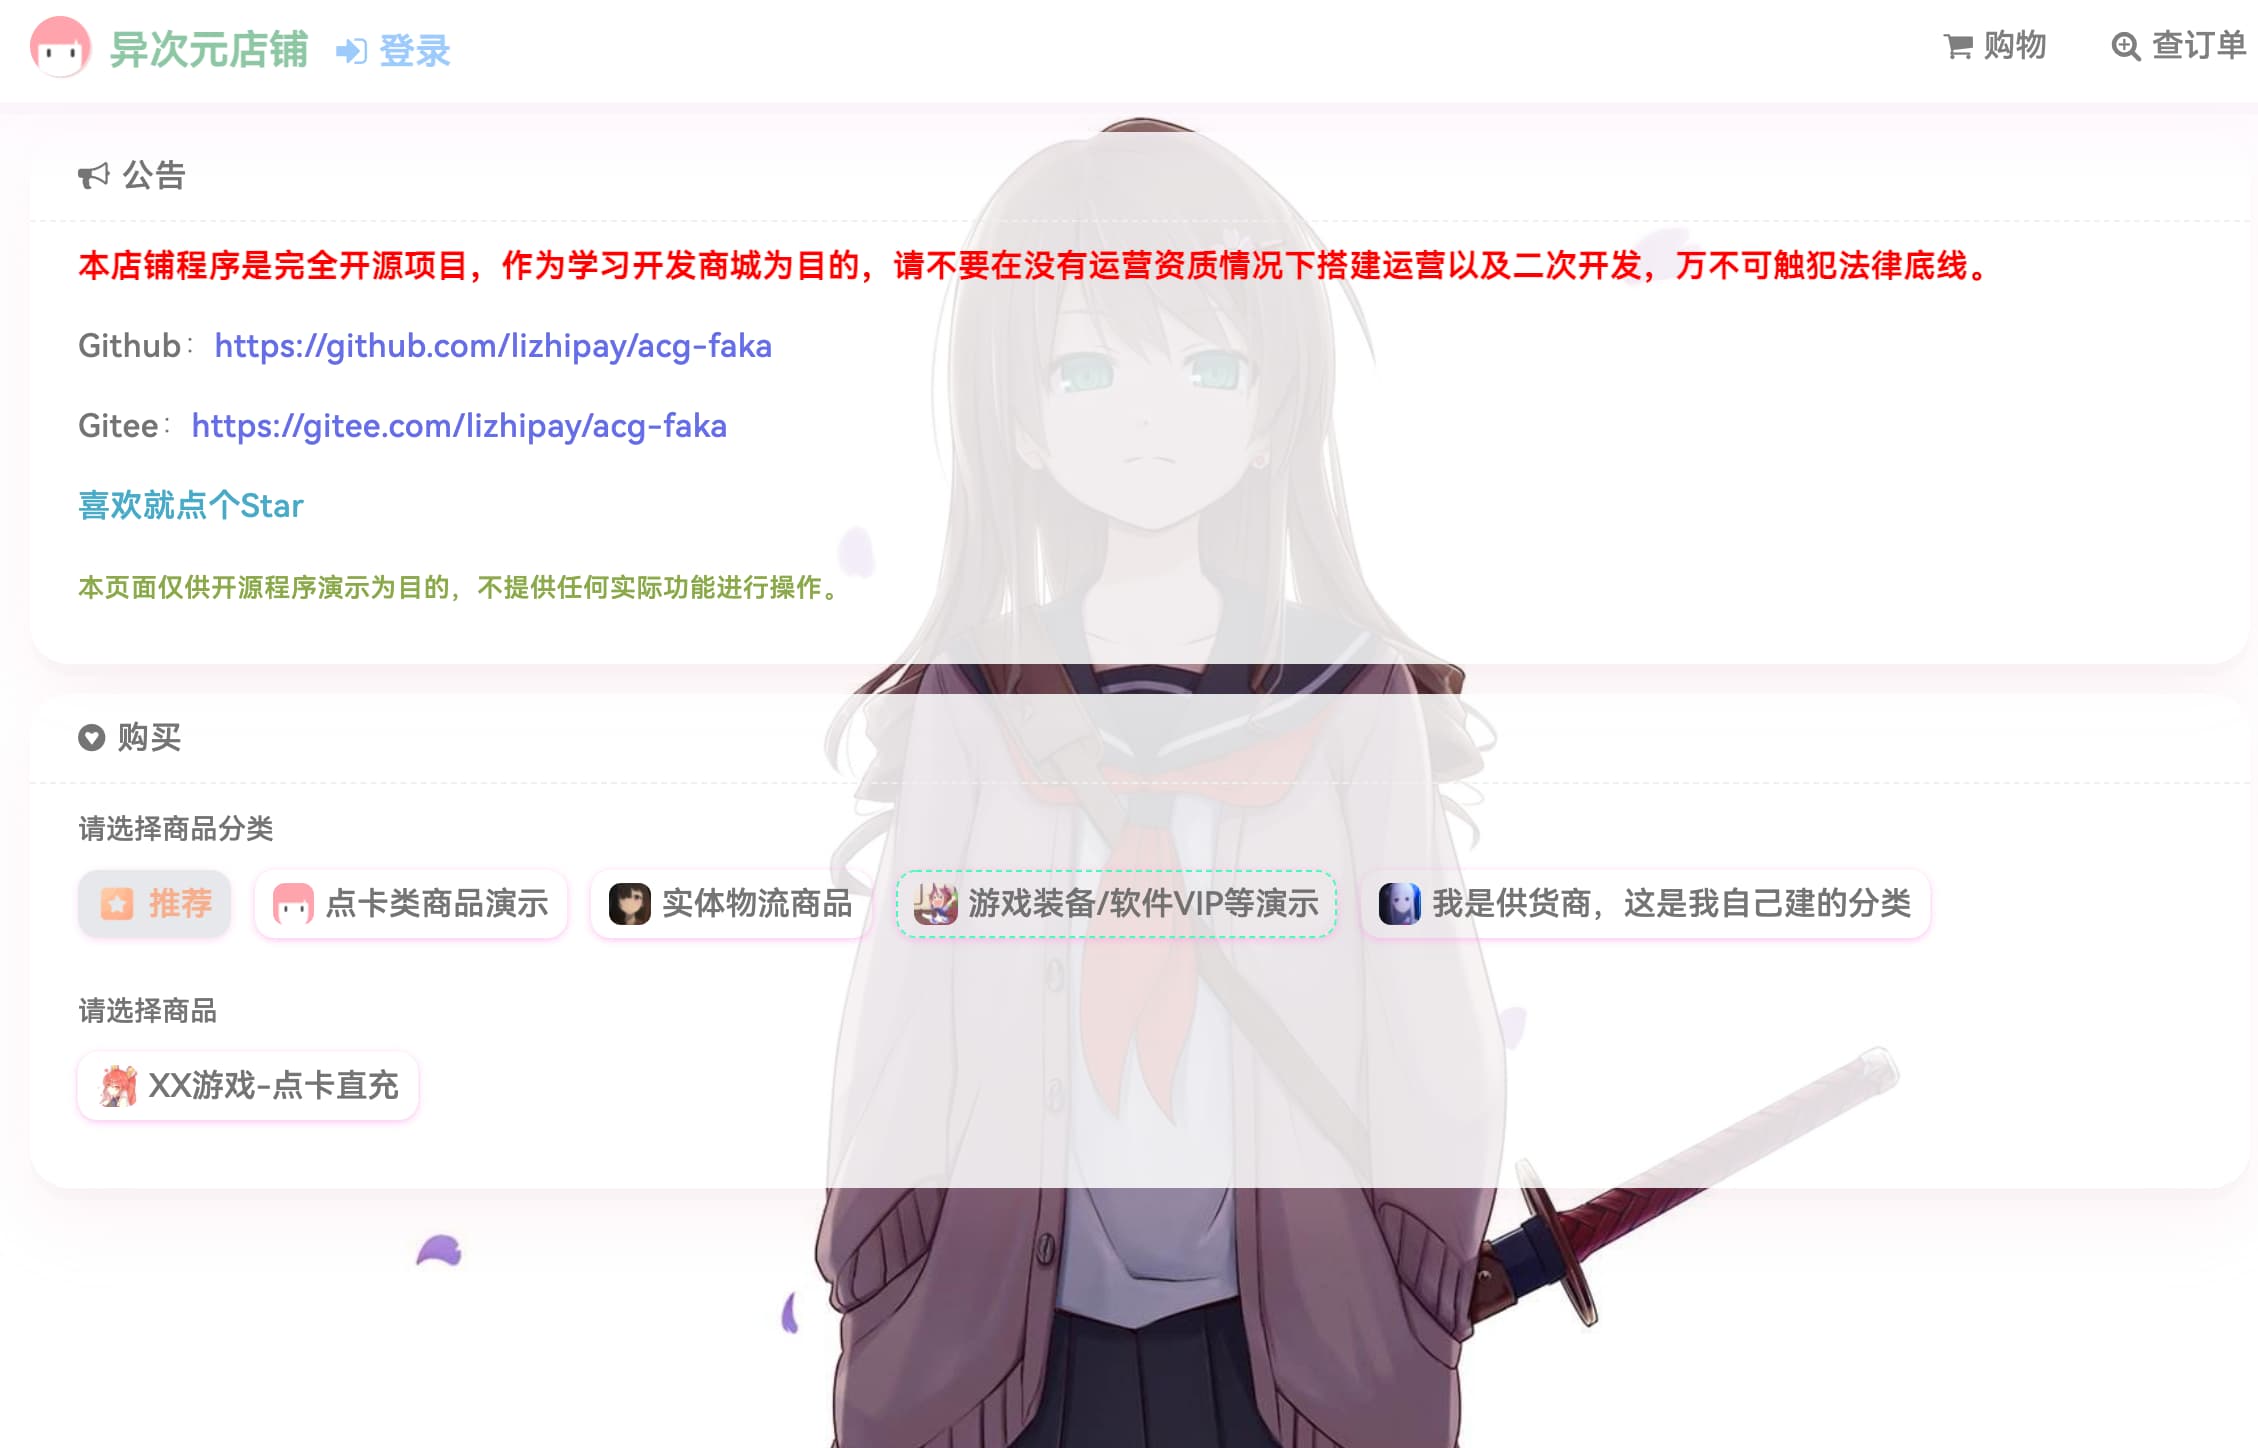 异次元店铺 登录 购物 查订单
公告
本店铺程序是完全开源项目，作为学习开发商城为目的，请不要在没有运营资质情况下搭建运营以及二次开发，万不可触犯法律底线。
Github：https://github.com/lizhipay/acg-faka
Gitee：https://gitee.com/lizhipay/acg-faka
喜欢就点个Star
本页面仅供开源程序演示为目的，不提供任何实际功能进行操作。
购买
请选择商品分类
推荐 点卡类商品演示 实体物流商品 游戏装备/软件VIP等演示 我是供货商，这是我自己建的分类
请选择商品
XX游戏-点卡直充